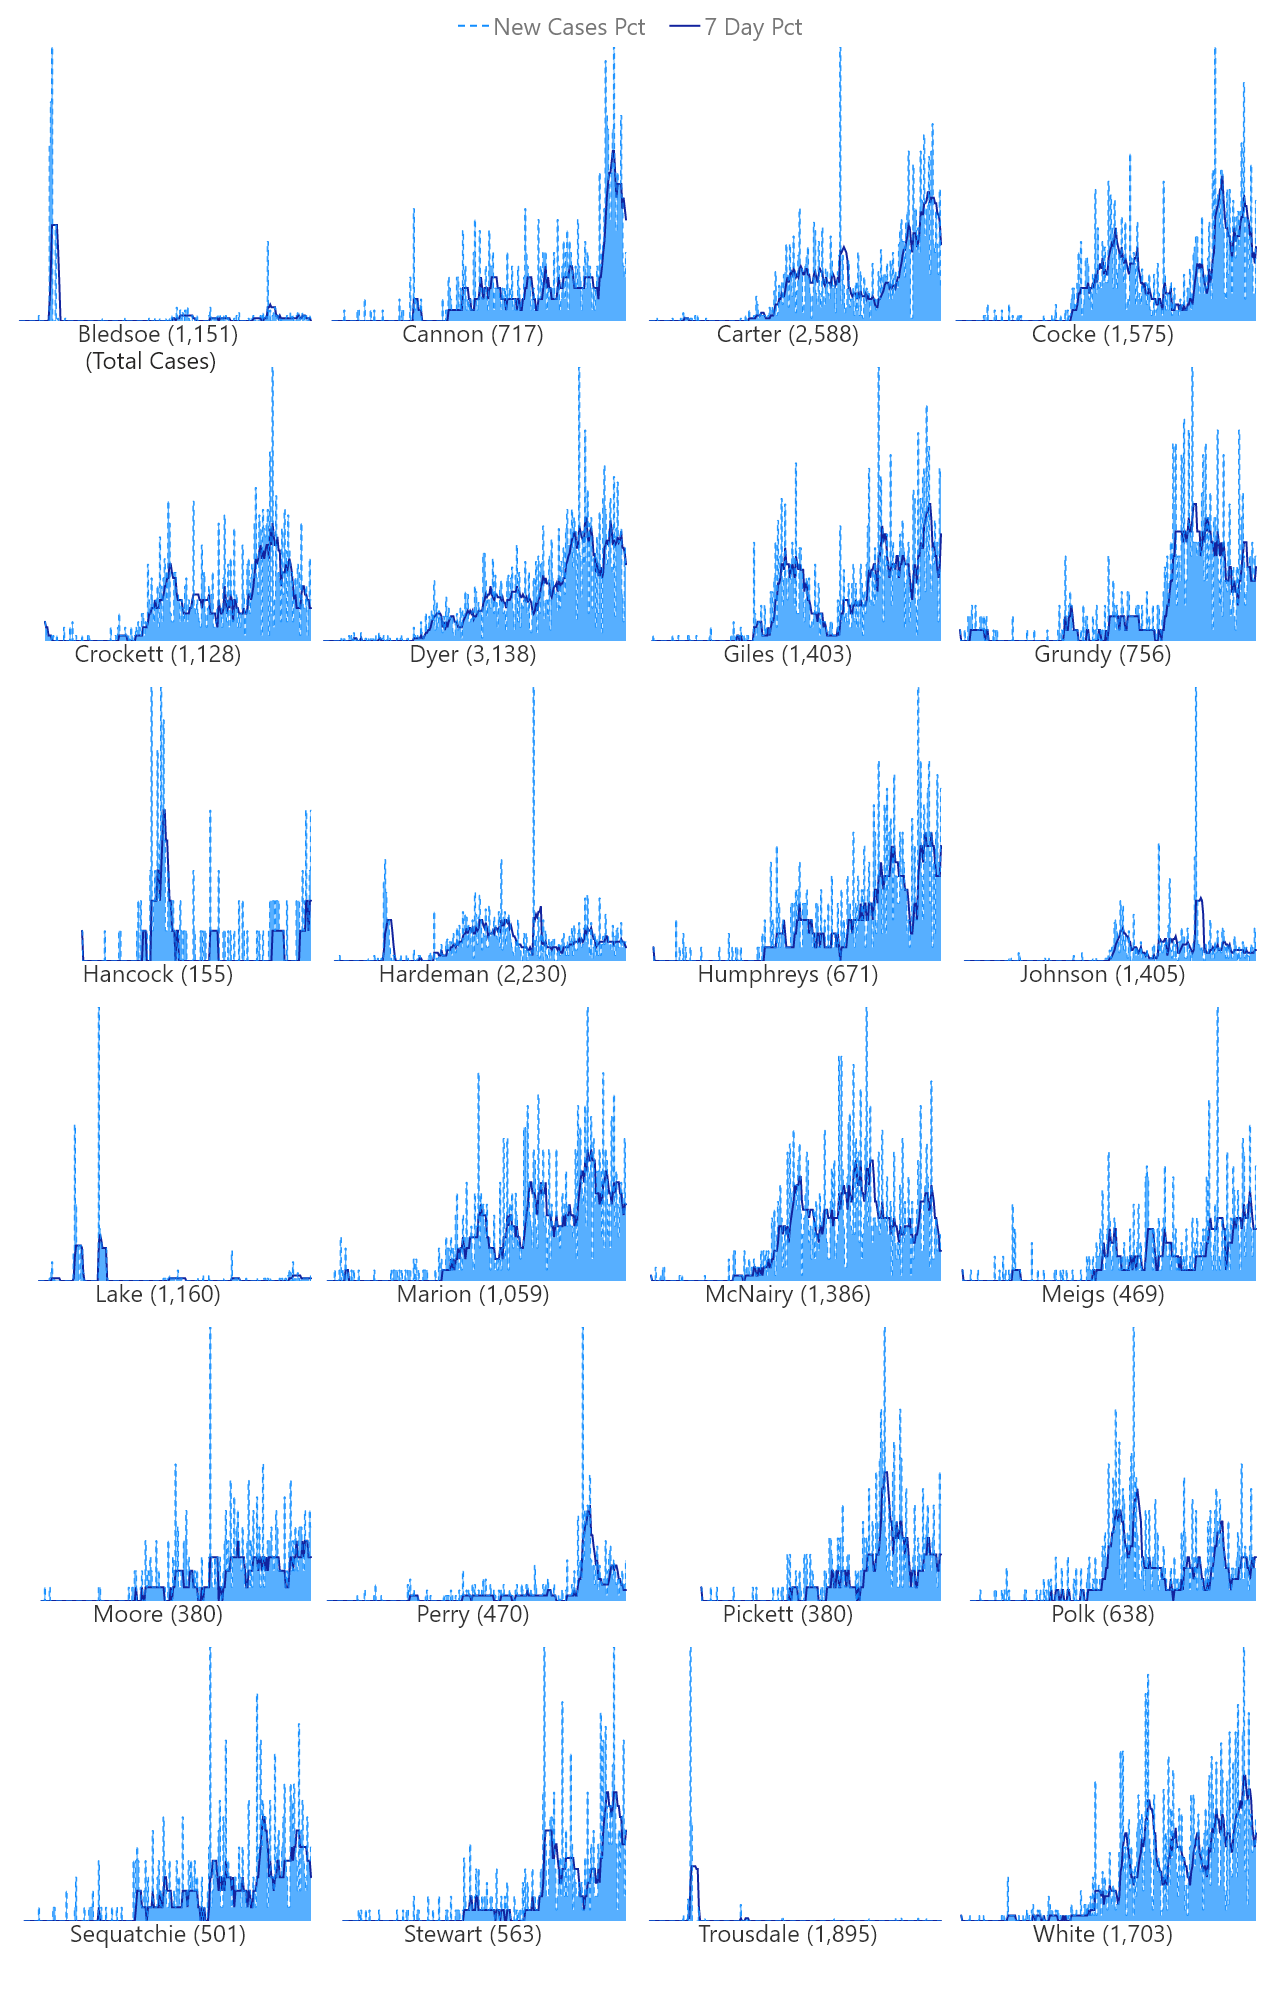 New Cases Pct 7 Day Pct
Bledsoe (1,151) Cannon (717) Carter (2,588) Cocke (1,575)
(Total Cases)
Crockett (1,128) Dyer (3,138) Giles (1,403) Grundy (756)
Hancock (155) Hardeman (2,230) Humphreys (671) Johnson (1,405)
Lake (1,160) Marion (1,059) McNairy (1,386) Meigs (469)
Moore (380) Perry (470) Pickett (380) Polk (638)
Sequatchie (501) Stewart (563) Trousdale (1,895) White (1,703)